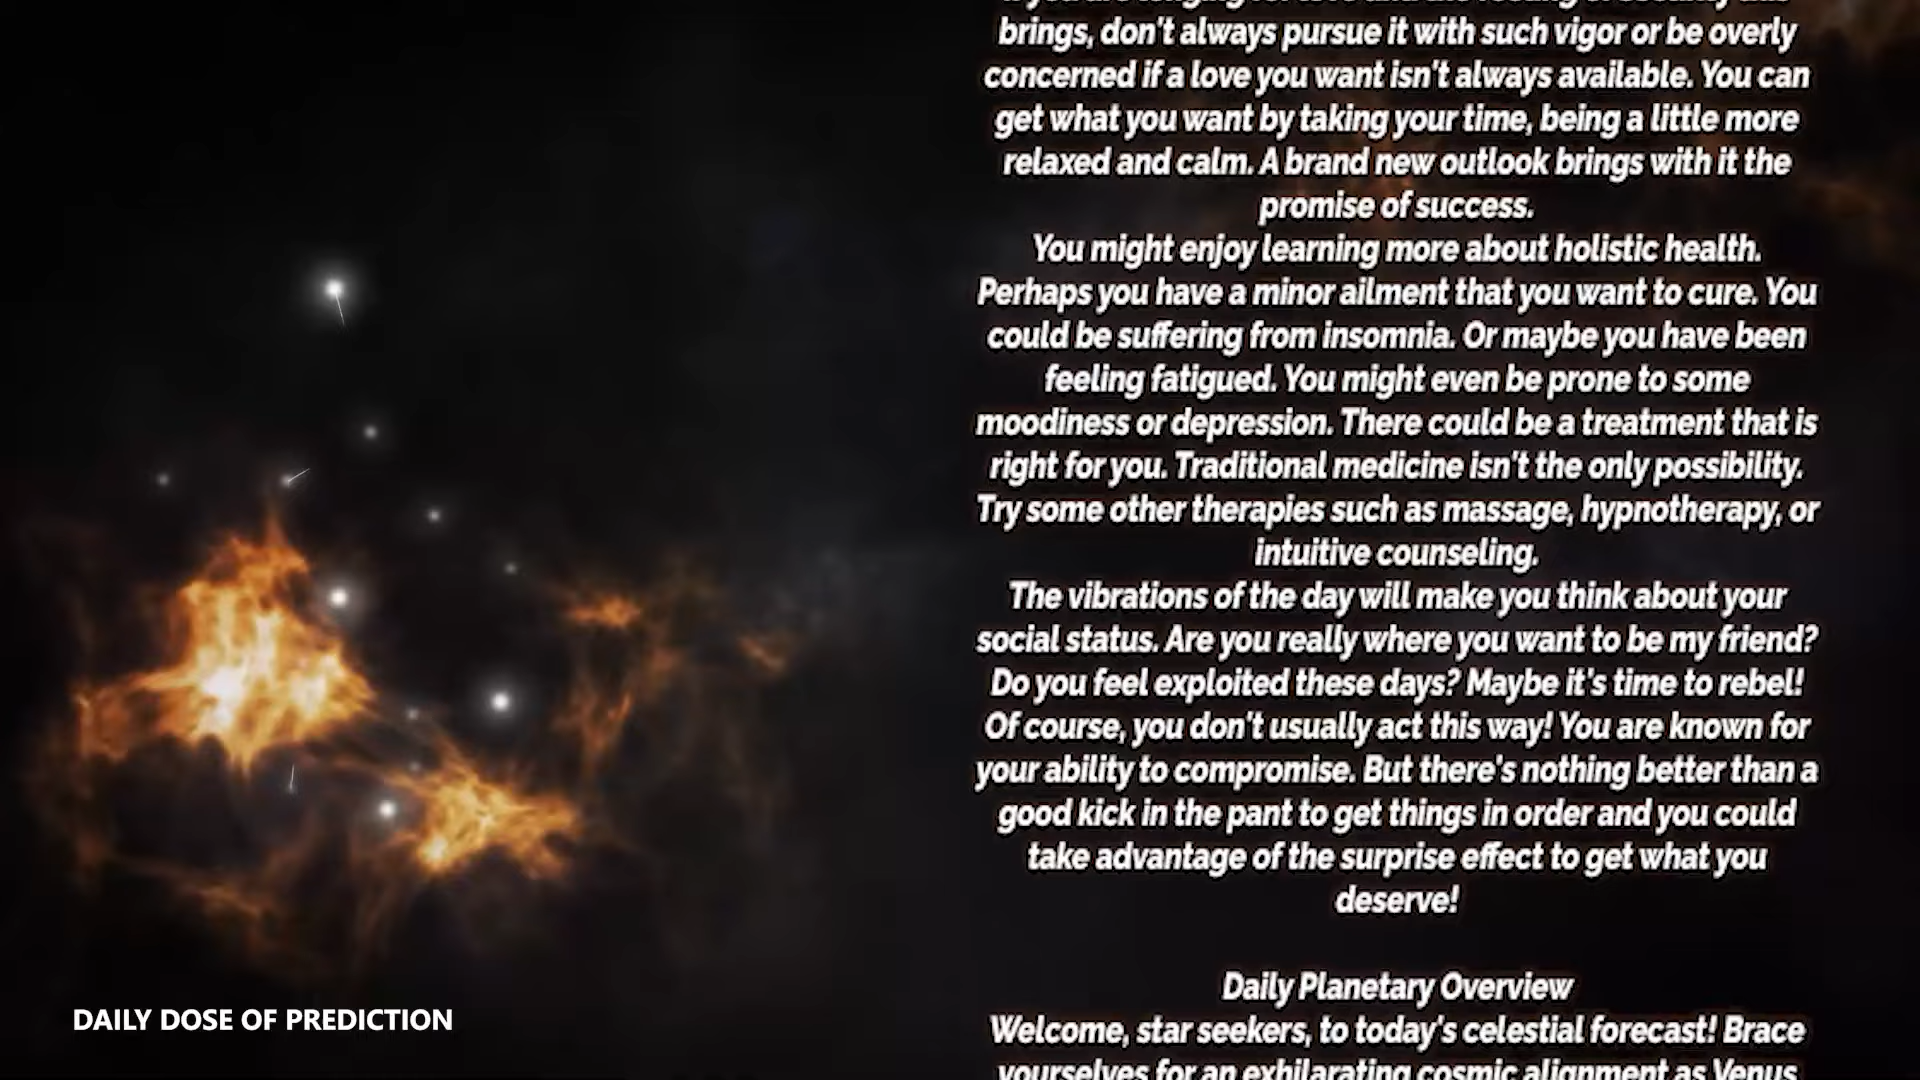 brings, don't always pursue it with such vigor or be overly
concerned if a love you want isn't always available. You can
get what you want by taking your time, being a little more
relaxed and calm. A brand new outlook brings with it the
promise of success.
You might enjoy learning more about holistic health.
Perhaps you have a minor ailment that you want to cure. You
could be suffering from insomnia. Or maybe you have been
feeling fatigued. You might even be prone to some
moodiness or depression. There could be a treatment that is
right for you. Traditional medicine isn't the only possibility.
Try some other therapies such as massage, hypnotherapy, or
intuitive counseling.
The vibrations of the day will make you think about your
social status. Are you really where you want to be my friend?
Do you feel exploited these days? Maybe it's time to rebel!
Of course, you don't usually act this way! You are known for
your ability to compromise. But there's nothing better than a
good kick in the pant to get things in order and you could
take advantage of the surprise effect to get what you
deserve!
Daily Planetary Overview
Welcome, star seekers, to today's celestial forecast! Brace
yourselves for an exhilarating cosmic alignment as Venus
DAILY DOSE OF PREDICTION